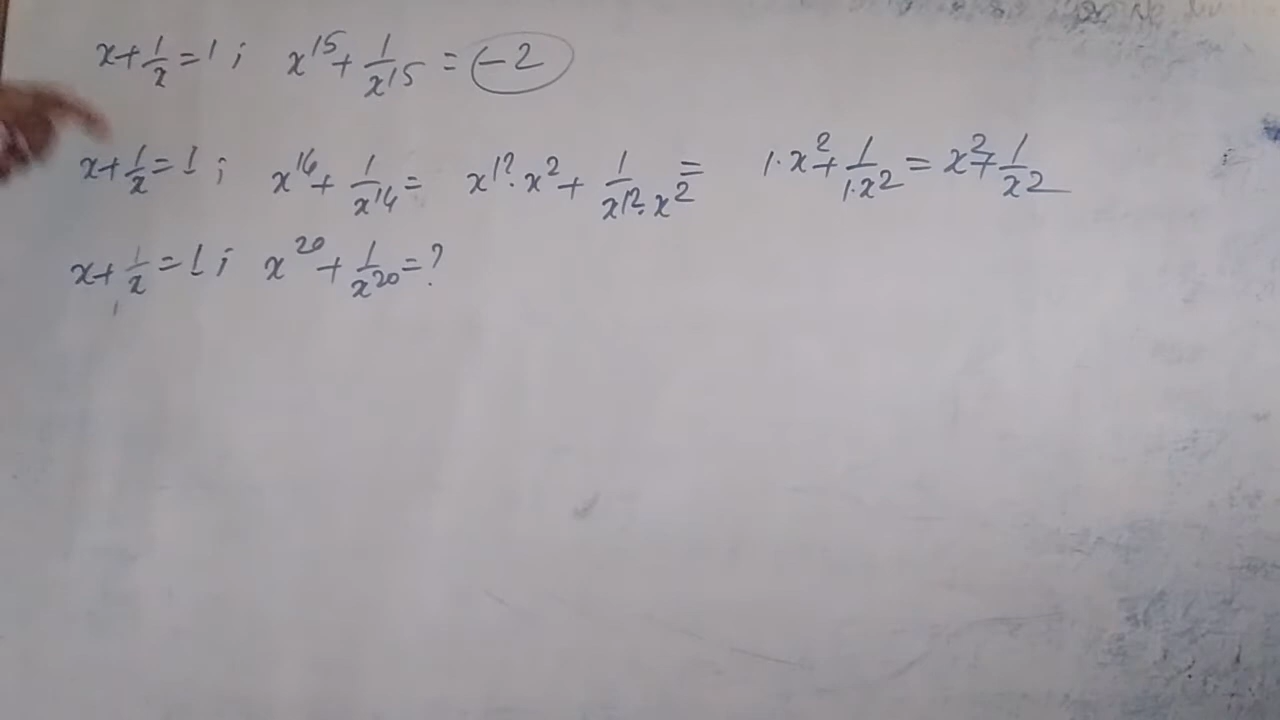 x + 1/x = 1 ; x^15 + 1/x^15 = -2
x + 1/x = 1 ; x^14 + 1/x^14 = x^12 · x^2 + 1/(x^12 · x^2) = 1 · x^2 + 1/(1 · x^2) = x^2 + 1/x^2
x + 1/x = 1 ; x^20 + 1/x^20 = ?